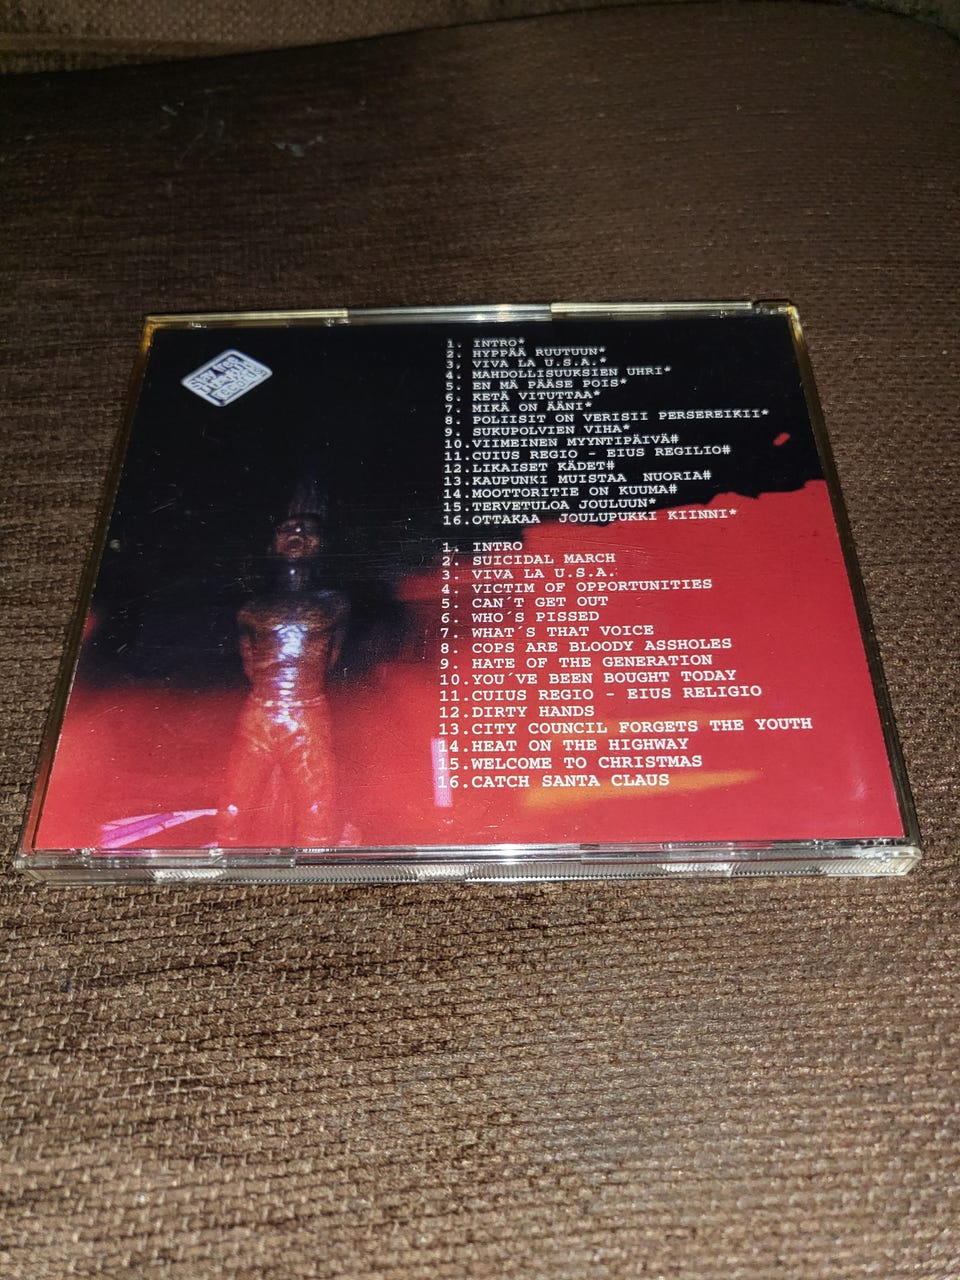 1. INTRO*
2. HYPPÄÄ RUUTUUN*
3, VIVA LA U.S.A.*
4. MAHDOLLISUUKSIEN UHRI*
5. EN MÄ PÄÄSE POIS*
6. KETÄ VITUTTAA*
7. MIKÄ ON ÄÄNI*
8. POLIISIT ON VERISII PERSEREIKII*
9. SUKUPOLVIEN VIHA*
10.VIIMEINEN MYYNTIPÄIVÄ#
11.CUIUS REGIO - EIUS REGILIO#
12.LIKAISET KÄDET#
13.KAUPUNKI MUISTAA NUORIA#
14.MOOTTORITIE ON KUUMA#
15.TERVETULOA JOULUUN*
16.OTTAKAA JOULUPUKKI KIINNI*
1. INTRO
2. SUICIDAL MARCH
3. VIVA LA U.S.A.
4. VICTIM OF OPPORTUNITIES
5. CAN´T GET OUT
6. WHO´S PISSED
7. WHAT´S THAT VOICE
8. COPS ARE BLOODY ASSHOLES
9. HATE OF THE GENERATION
10.YOU´VE BEEN BOUGHT TODAY
11.CUIUS REGIO - EIUS RELIGIO
12.DIRTY HANDS
13.CITY COUNCIL FORGETS THE YOUTH
14.HEAT ON THE HIGHWAY
15.WELCOME TO CHRISTMAS
16.CATCH SANTA CLAUS